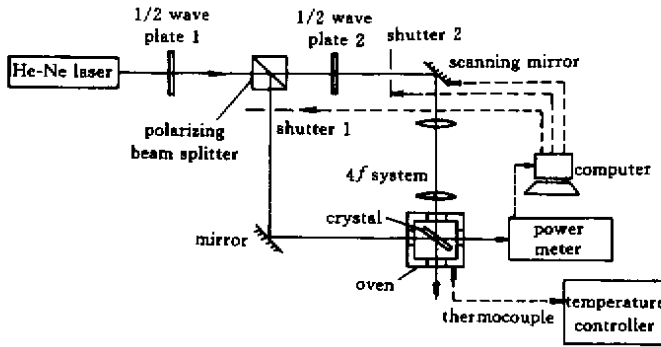 1/2 wave
plate 1
1/2 wave
plate 2
shutter 2
scanning mirror
He-Ne laser
polarizing
beam splitter
shutter 1
4f system
computer
crystal
mirror
power
meter
oven
thermocouple
temperature
controller